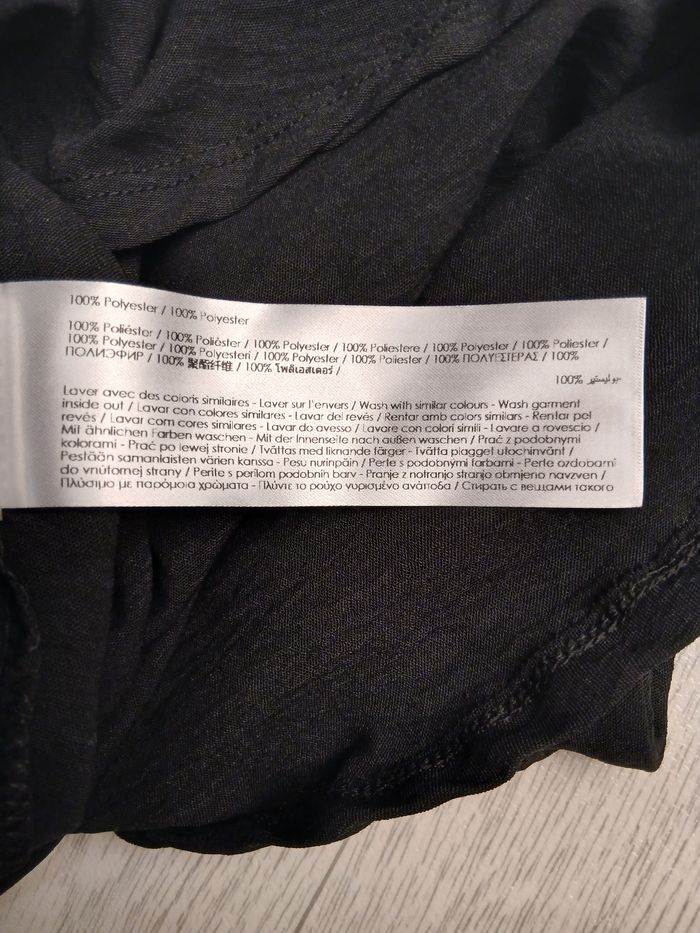 100% Polyester / 100% Polyester
100% Poliéster / 100% Polièster / 100% Polyester / 100% Poliestere / 100% Polyester / 100% Poliester /
100% Polyester / 100% Polyesteri / 100% Polyester / 100% Poliester / 100% ΠΟΛΥΕΣΤΕΡΑΣ / 100%
ПОЛИЭФИР / 100% 聚酯纤维 / 100% โพลีเอสเตอร์ /
100% بوليستير
Laver avec des coloris similaires - Laver sur l'envers / Wash with similar colours - Wash garment
inside out / Lavar con colores similares - Lavar del revés / Rentar amb colors similars - Rentar pel
revés / Lavar com cores similares - Lavar do avesso / Lavare con colori simili - Lavare a rovescio /
Mit ähnlichen Farben waschen - Mit der Innenseite nach außen waschen / Prać z podobnymi
kolorami - Prać po lewej stronie / Tvättas med liknande färger - Tvätta plagget utochinvänt /
Pestään samanlaisten värien kanssa - Pesu nurinpäin / Perte s podobnymi farbami - Perte ozdobami
do vnútornej strany / Perite s perilom podobnih barv - Pranje z notranjo stranjo obrnjeno navzven /
Πλύσιμο με παρόμοια χρώματα - Πλύντε το ρούχο γυρισμένο ανάποδα / Стирать с вещами такого